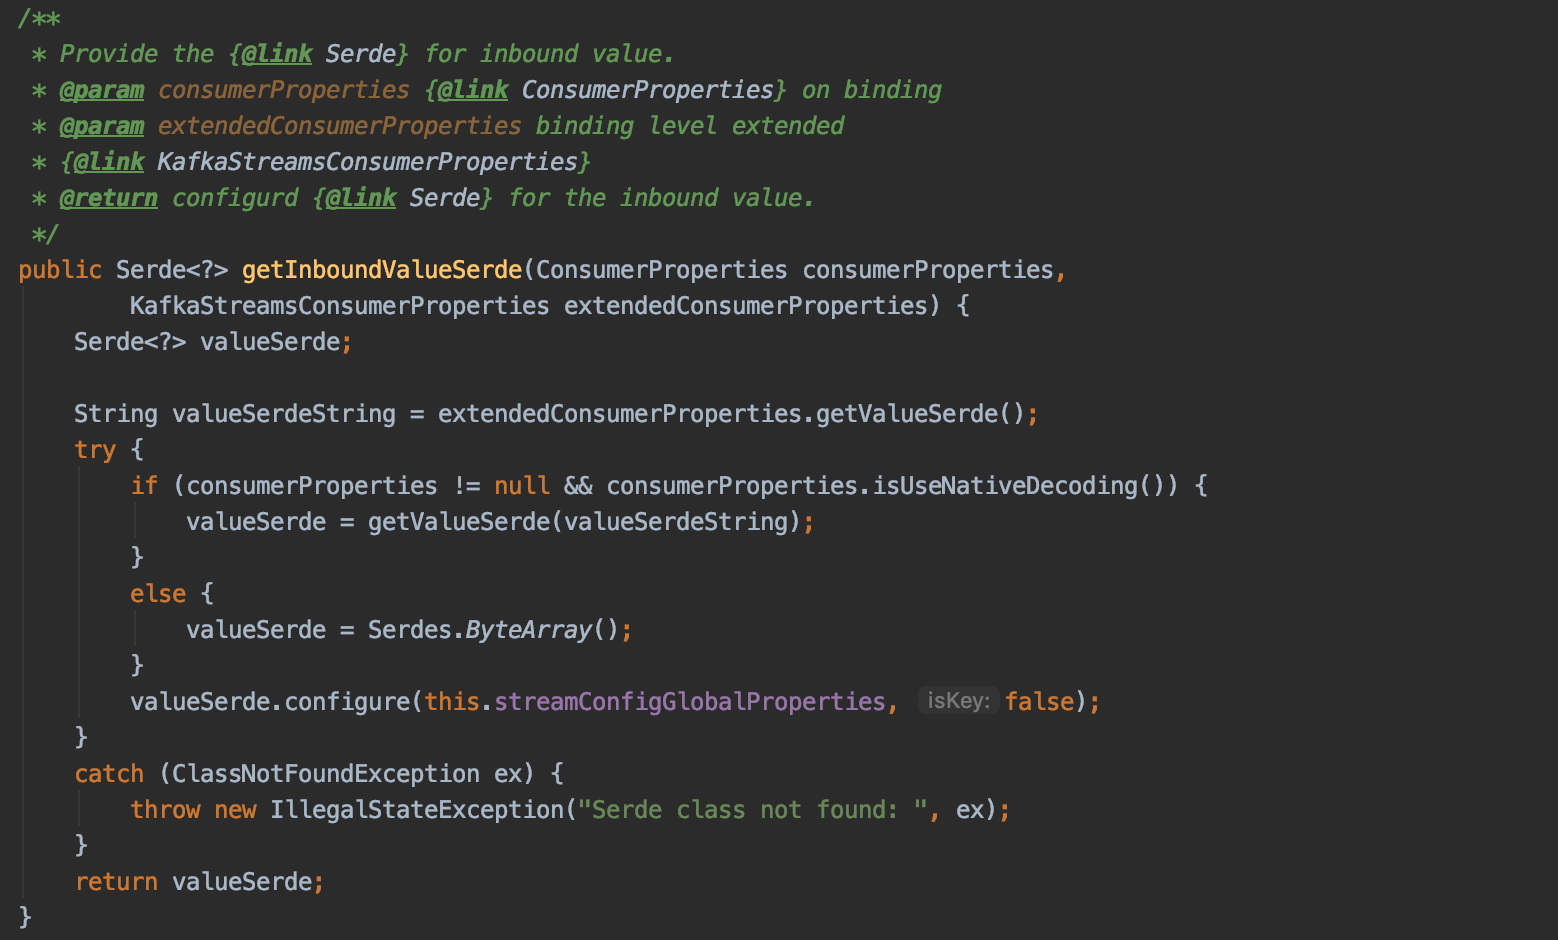 /**
 * Provide the {@link Serde} for inbound value.
 * @param consumerProperties {@link ConsumerProperties} on binding
 * @param extendedConsumerProperties binding level extended
 * {@link KafkaStreamsConsumerProperties}
 * @return configurd {@link Serde} for the inbound value.
 */
public Serde<?> getInboundValueSerde(ConsumerProperties consumerProperties,
        KafkaStreamsConsumerProperties extendedConsumerProperties) {
    Serde<?> valueSerde;

    String valueSerdeString = extendedConsumerProperties.getValueSerde();
    try {
        if (consumerProperties != null && consumerProperties.isUseNativeDecoding()) {
            valueSerde = getValueSerde(valueSerdeString);
        }
        else {
            valueSerde = Serdes.ByteArray();
        }
        valueSerde.configure(this.streamConfigGlobalProperties, isKey: false);
    }
    catch (ClassNotFoundException ex) {
        throw new IllegalStateException("Serde class not found: ", ex);
    }
    return valueSerde;
}